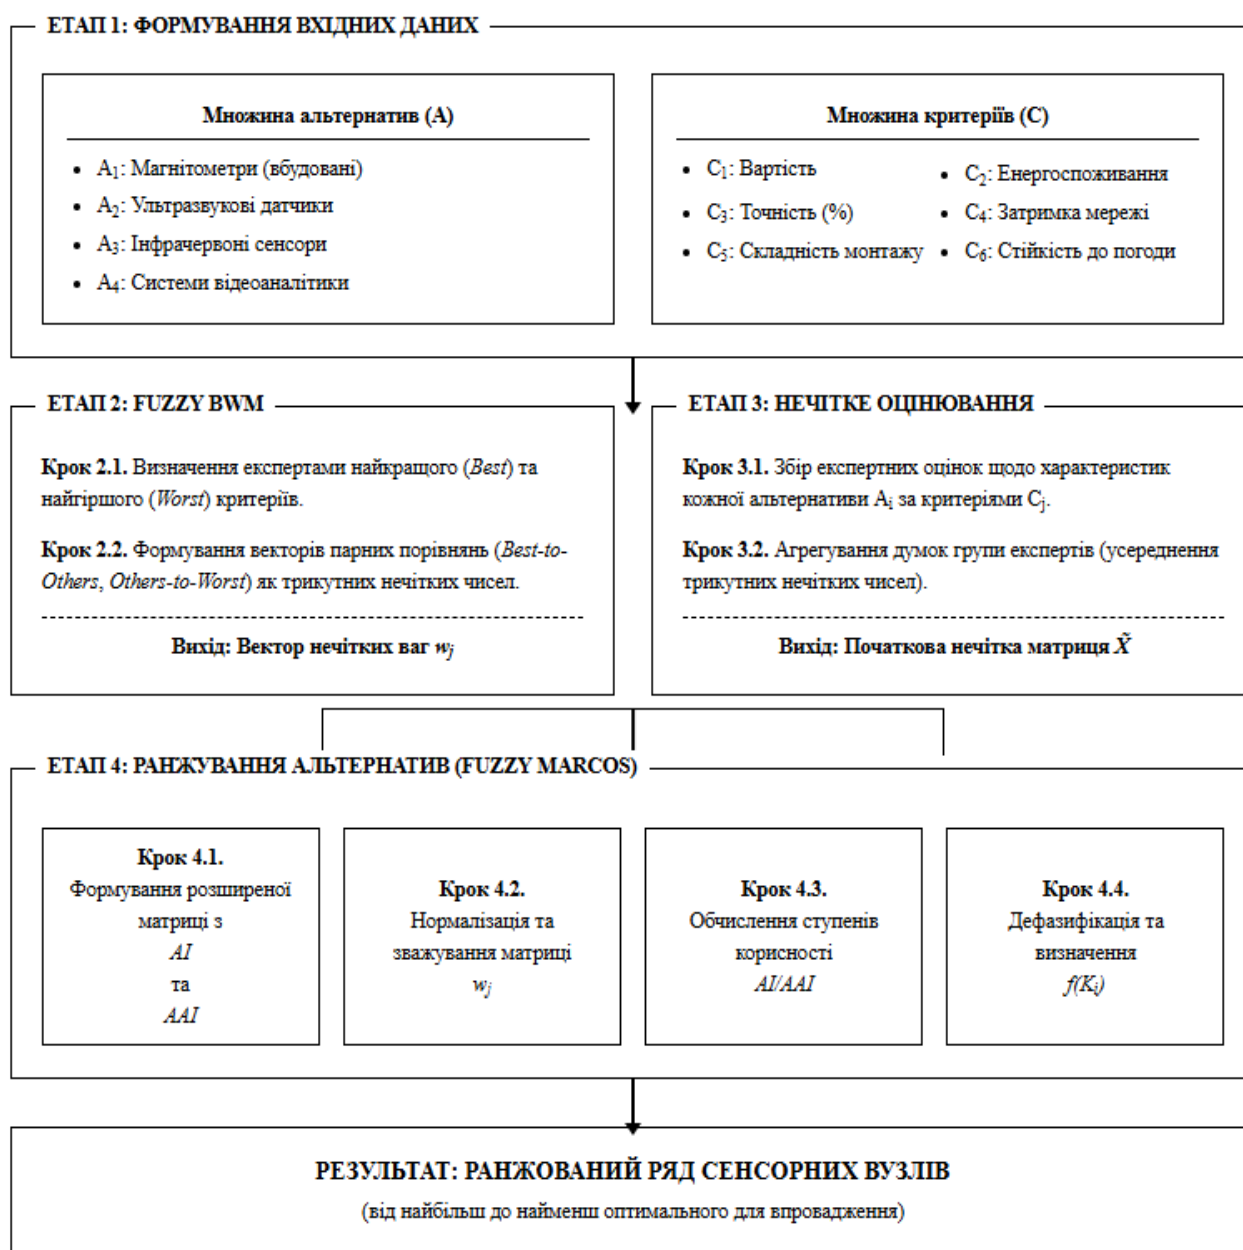 ЕТАП 1: ФОРМУВАННЯ ВХІДНИХ ДАНИХ
Множина альтернатив (А)
• A₁: Магнітометри (вбудовані)
• A₂: Ультразвукові датчики
• A₃: Інфрачервоні сенсори
• A₄: Системи відеоаналітики
Множина критеріїв (С)
• C₁: Вартість
• C₂: Енергоспоживання
• C₃: Точність (%)
• C₄: Затримка мережі
• C₅: Складність монтажу
• C₆: Стійкість до погоди
ЕТАП 2: FUZZY BWM
Крок 2.1. Визначення експертами найкращого (Best) та
найгіршого (Worst) критеріїв.
Крок 2.2. Формування векторів парних порівнянь (Best-to-
Others, Others-to-Worst) як трикутних нечітких чисел.
Вихід: Вектор нечітких ваг wⱼ
ЕТАП 3: НЕЧІТКЕ ОЦІНЮВАННЯ
Крок 3.1. Збір експертних оцінок щодо характеристик
кожної альтернативи Aᵢ за критеріями Cⱼ.
Крок 3.2. Агрегування думок групи експертів (усереднення
трикутних нечітких чисел).
Вихід: Початкова нечітка матриця X̃
ЕТАП 4: РАНЖУВАННЯ АЛЬТЕРНАТИВ (FUZZY MARCOS)
Крок 4.1.
Формування розширеної
матриці з
AI
та
AAI
Крок 4.2.
Нормалізація та
зважування матриці
wⱼ
Крок 4.3.
Обчислення ступенів
корисності
AI/AAI
Крок 4.4.
Дефазифікація та
визначення
f(Kᵢ)
РЕЗУЛЬТАТ: РАНЖОВАНИЙ РЯД СЕНСОРНИХ ВУЗЛІВ
(від найбільш до найменш оптимального для впровадження)